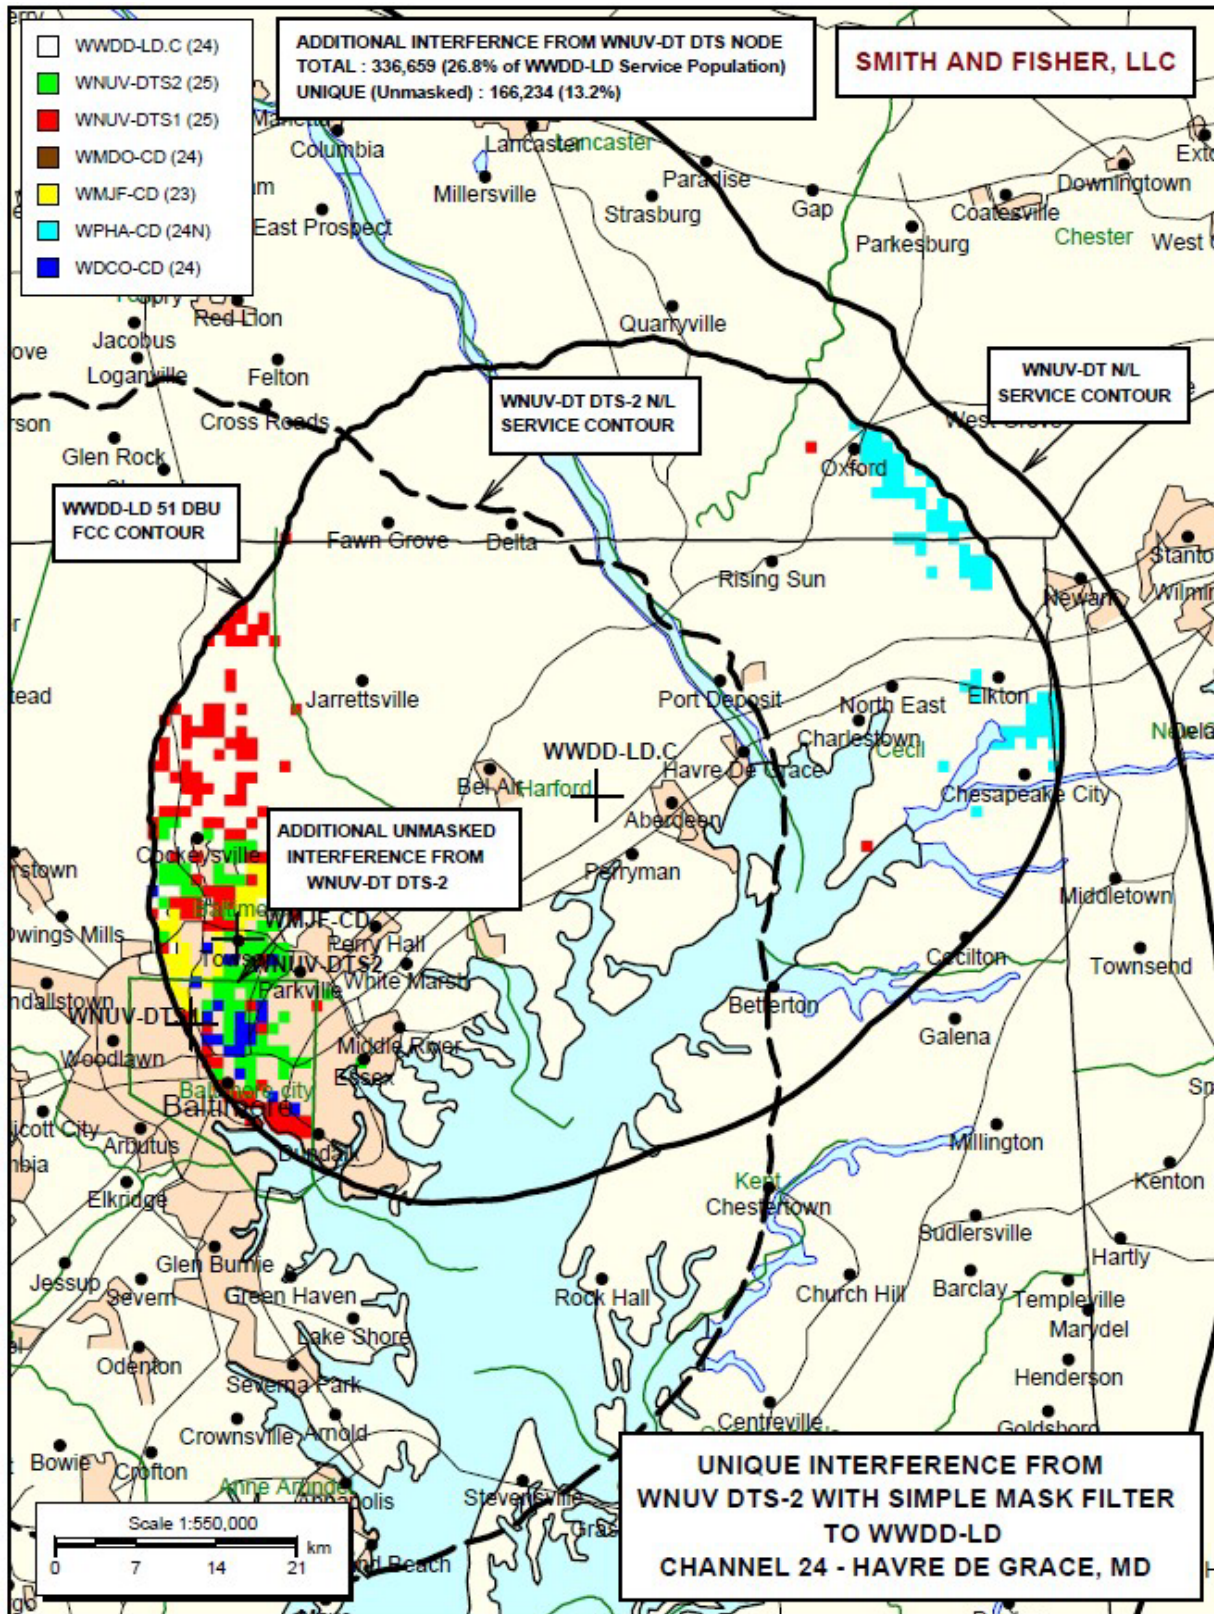 WWDD-LD.C (24)
WNUV-DTS2 (25)
WNUV-DTS1 (25)
WMDO-CD (24)
WMJF-CD (23)
WPHA-CD (24N)
WDCO-CD (24)
ADDITIONAL INTERFERNCE FROM WNUV-DT DTS NODE
TOTAL : 336,659 (26.8% of WWDD-LD Service Population)
UNIQUE (Unmasked) : 166,234 (13.2%)
SMITH AND FISHER, LLC
Columbia
Lancaster
Lancaster
Millersville
Paradise
Strasburg
Gap
Downingtown
Coatesville
Chester
Parkesburg
East Prospect
Red Lion
Jacobus
Loganville
Felton
Cross Roads
Quarryville
WNUV-DT DTS-2 N/L
SERVICE CONTOUR
WNUV-DT N/L
SERVICE CONTOUR
Glen Rock
Oxford
WWDD-LD 51 DBU
FCC CONTOUR
Fawn Grove
Delta
Rising Sun
Newark
Jarrettsville
Port Deposit
North East
Elkton
Charlestown
Cecil
WWDD-LD.C
Havre De Grace
Bel Air
Harford
Chesapeake City
Aberdeen
ADDITIONAL UNMASKED
INTERFERENCE FROM
WNUV-DT DTS-2
Cockeysville
Perryman
Middletown
WMJF-CD
Perry Hall
Owings Mills
Towson
WNUV-DTS2
White Marsh
Parkville
Cecilton
Townsend
Betterton
WNUV-DTS1
Galena
Woodlawn
Middle River
Essex
Baltimore city
Baltimore
Arbutus
Dundalk
Millington
Elkridge
Kent
Chestertown
Kenton
Sudlersville
Hartly
Glen Burnie
Jessup
Severn
Green Haven
Rock Hall
Church Hill
Barclay
Templeville
Marydel
Lake Shore
Odenton
Severna Park
Henderson
Crownsville
Arnold
Centreville
Goldsboro
Bowie
Crofton
Anne Arundel
Annapolis
Stevensville
UNIQUE INTERFERENCE FROM
WNUV DTS-2 WITH SIMPLE MASK FILTER
TO WWDD-LD
CHANNEL 24 - HAVRE DE GRACE, MD
Scale 1:550,000
0 7 14 21 km